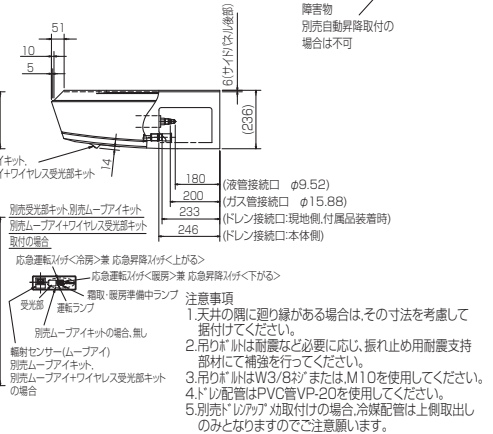 51
10
5
6(サイドパネル後部)
障害物
別売自動昇降取付の
場合は不可
(236)
14
イキット、
イ+ワイヤレス受光部キット
180
(液管接続口 φ9.52)
200
(ガス管接続口 φ15.88)
233
(ドレン接続口:現地側,付属品装着時)
246
(ドレン接続口:本体側)
別売受光部キット,別売ムーブアイキット
別売ムーブアイ+ワイヤレス受光部キット
取付の場合
応急運転スイッチ<冷房>兼 応急昇降スイッチ<上がる>
応急運転スイッチ<暖房>兼 応急昇降スイッチ<下がる>
霜取・暖房準備中ランプ
受光部
運転ランプ
別売ムーブアイキットの場合、無し
輻射センサー(ムーブアイ)
別売ムーブアイキット、
別売ムーブアイ+ワイヤレス受光部キット
の場合
注意事項
1.天井の隅に廻り縁がある場合は、その寸法を考慮して
据付けてください。
2.吊りボルトは耐震など必要に応じ、振れ止め用耐震支持
部材にて補強を行ってください。
3.吊りボルトはW3/8ネジまたは、M10を使用してください。
4.ドレン配管はPVC管VP-20を使用してください。
5.別売ドレンアップメカ取付けの場合、冷媒配管は上側取出し
のみとなりますのでご注意願います。